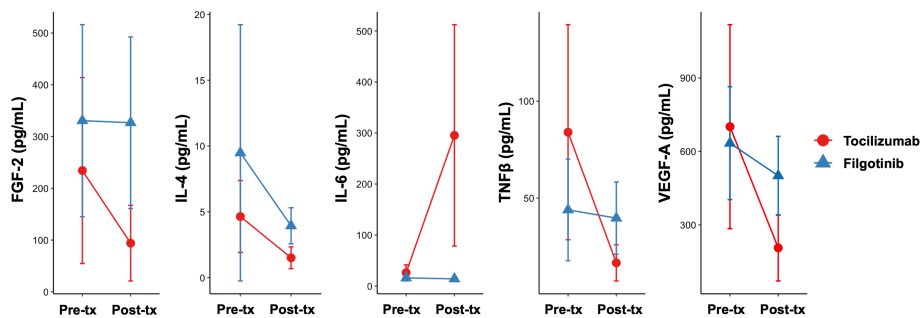 FGF-2 (pg/mL)
500
400
300
200
100
0
Pre-tx Post-tx
IL-4 (pg/mL)
20
15
10
5
0
Pre-tx Post-tx
IL-6 (pg/mL)
500
400
300
200
100
0
Pre-tx Post-tx
TNFβ (pg/mL)
100
50
Pre-tx Post-tx
VEGF-A (pg/mL)
900
600
300
Pre-tx Post-tx
Tocilizumab
Filgotinib